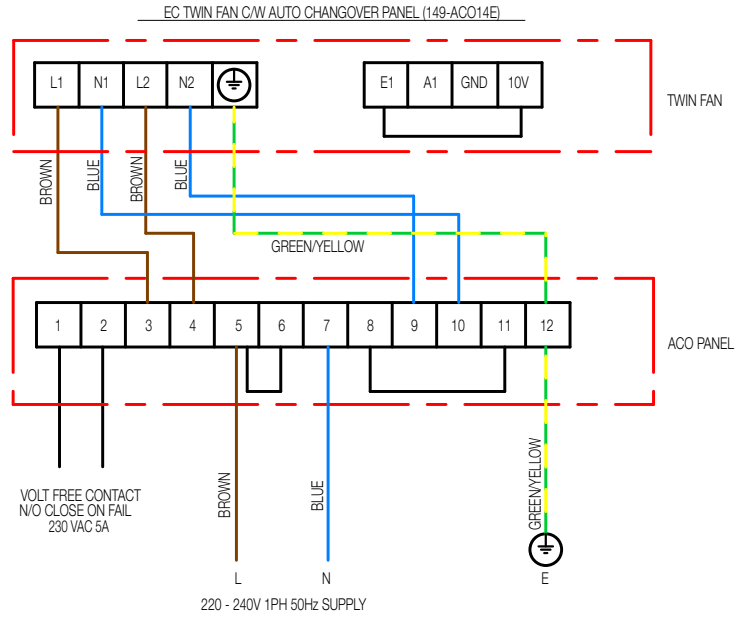 EC TWIN FAN C/W AUTO CHANGOVER PANEL (149-ACO14E)
L1 N1 L2 N2 E1 A1 GND 10V
TWIN FAN
BROWN BLUE BROWN BLUE
GREEN/YELLOW
1 2 3 4 5 6 7 8 9 10 11 12
ACO PANEL
VOLT FREE CONTACT
N/O CLOSE ON FAIL
230 VAC 5A
BROWN BLUE GREEN/YELLOW
L N E
220 - 240V 1PH 50Hz SUPPLY